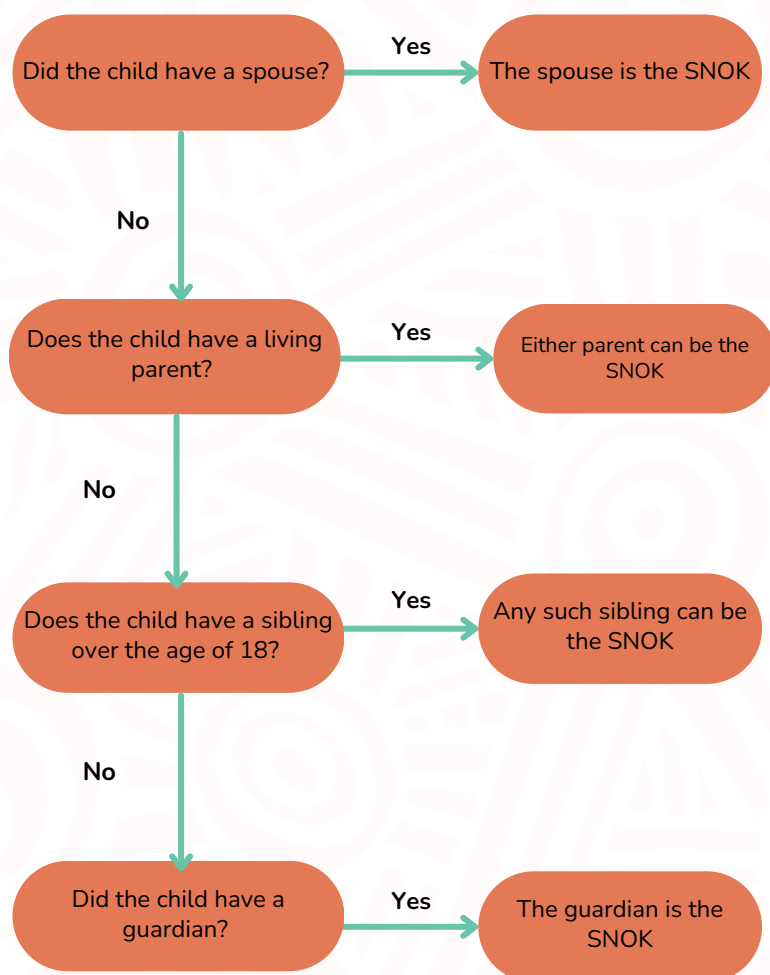 Did the child have a spouse?
Yes
The spouse is the SNOK
No
Does the child have a living
parent?
Yes
Either parent can be the
SNOK
No
Does the child have a sibling
over the age of 18?
Yes
Any such sibling can be
the SNOK
No
Did the child have a
guardian?
Yes
The guardian is the
SNOK